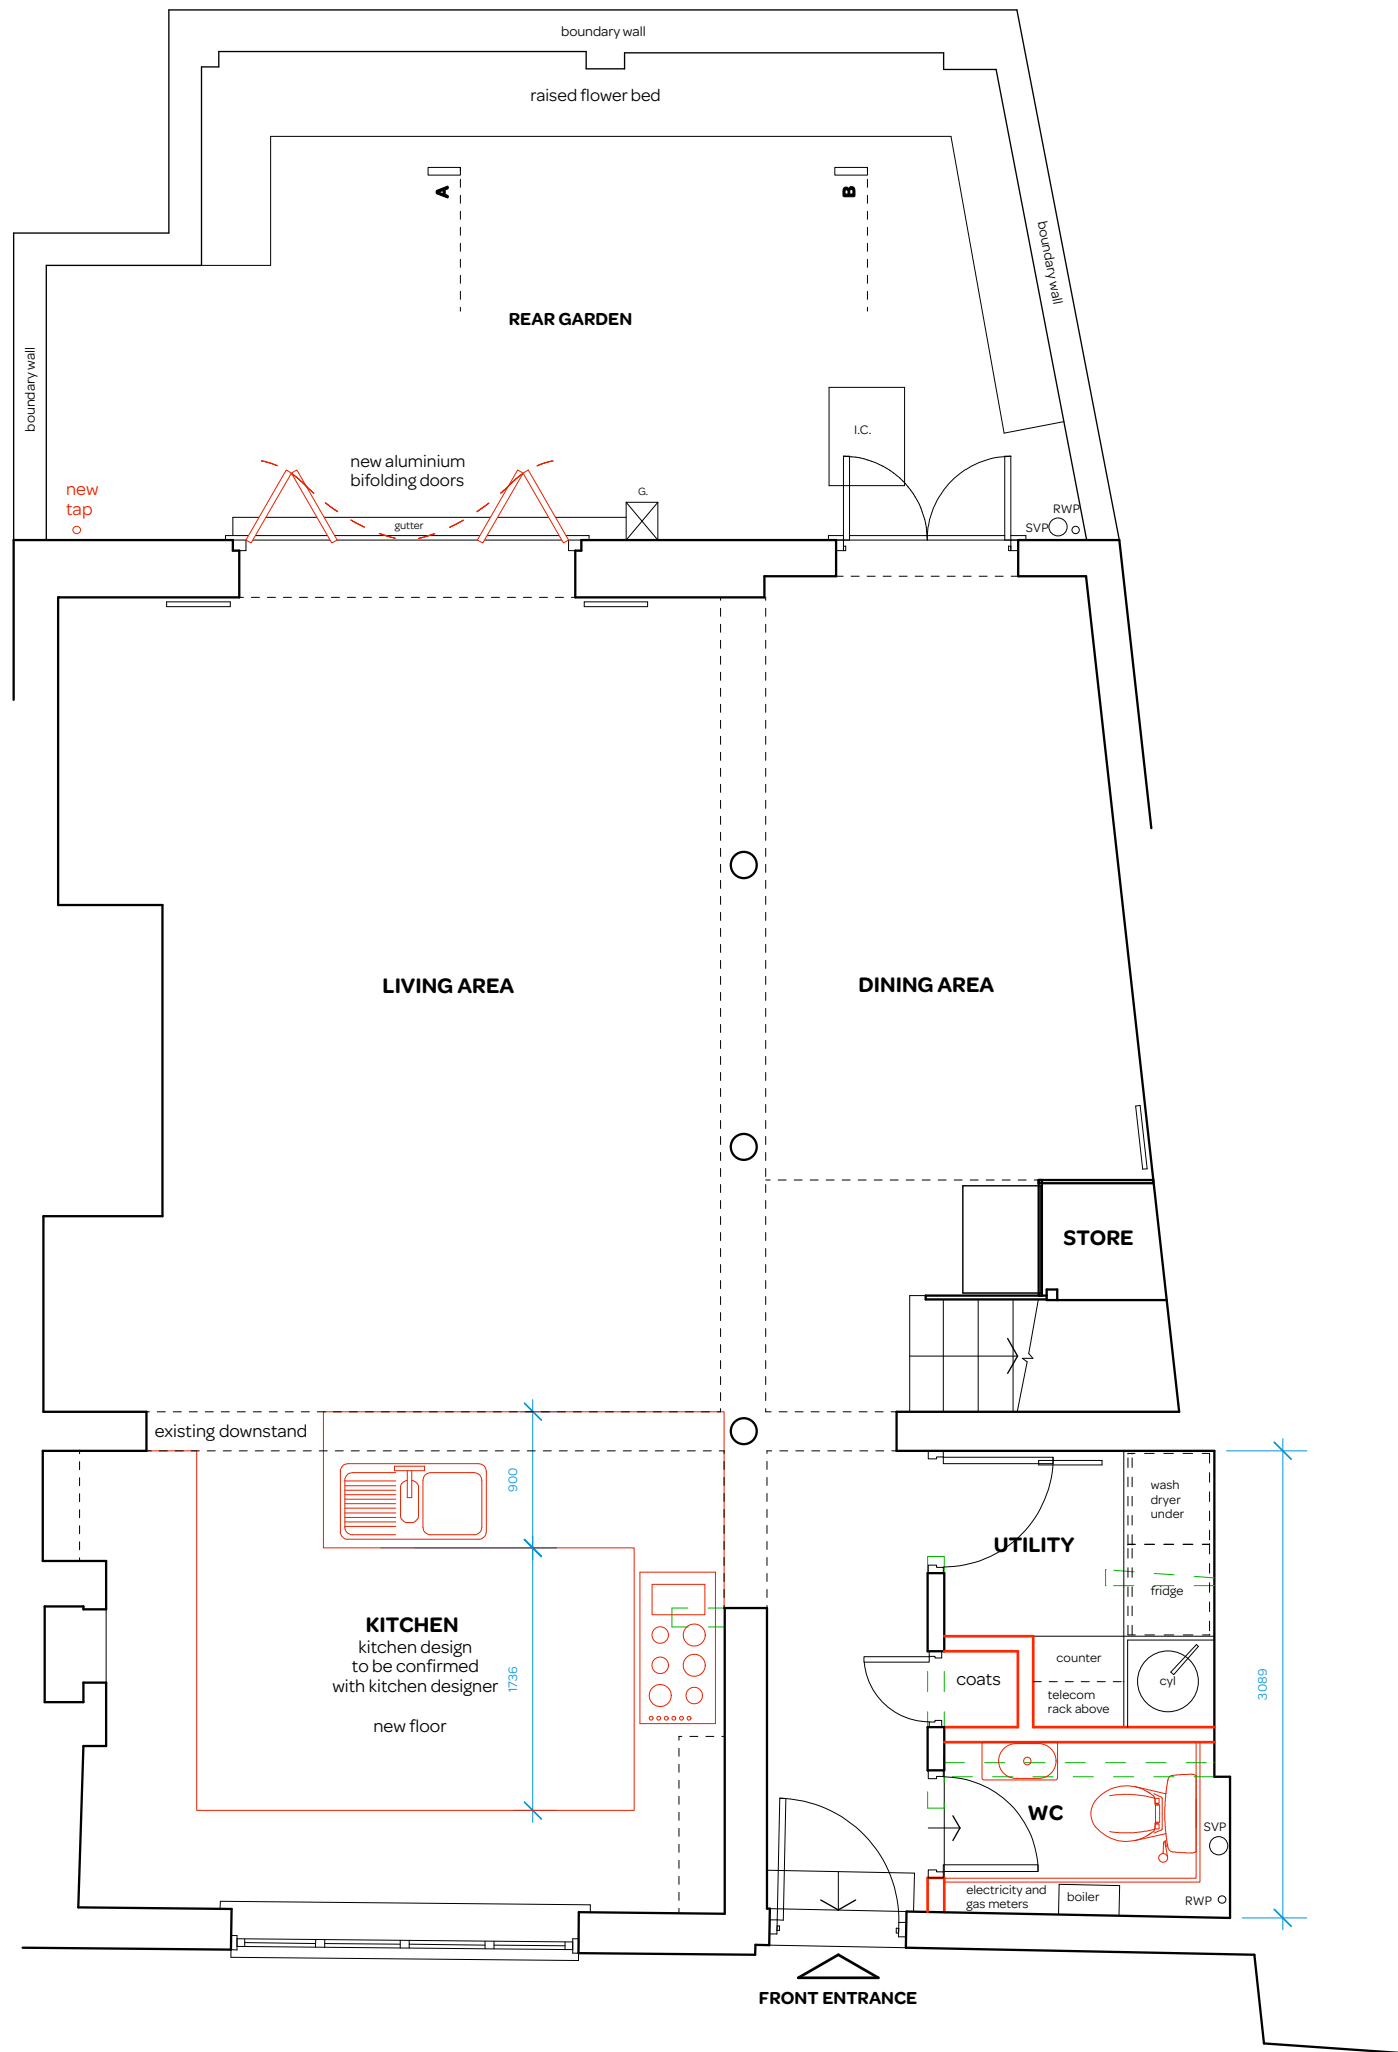 boundary wall
raised flower bed
A
B
boundary wall
REAR GARDEN
boundary wall
I.C.
new aluminium
bifolding doors
new
tap
G.
gutter
RWP
SVP
LIVING AREA
DINING AREA
STORE
existing downstand
900
wash
dryer
under
UTILITY
fridge
KITCHEN
kitchen design
to be confirmed
with kitchen designer
1736
new floor
counter
coats
cyl
telecom
rack above
3089
WC
SVP
electricity and
gas meters
boiler
RWP
FRONT ENTRANCE